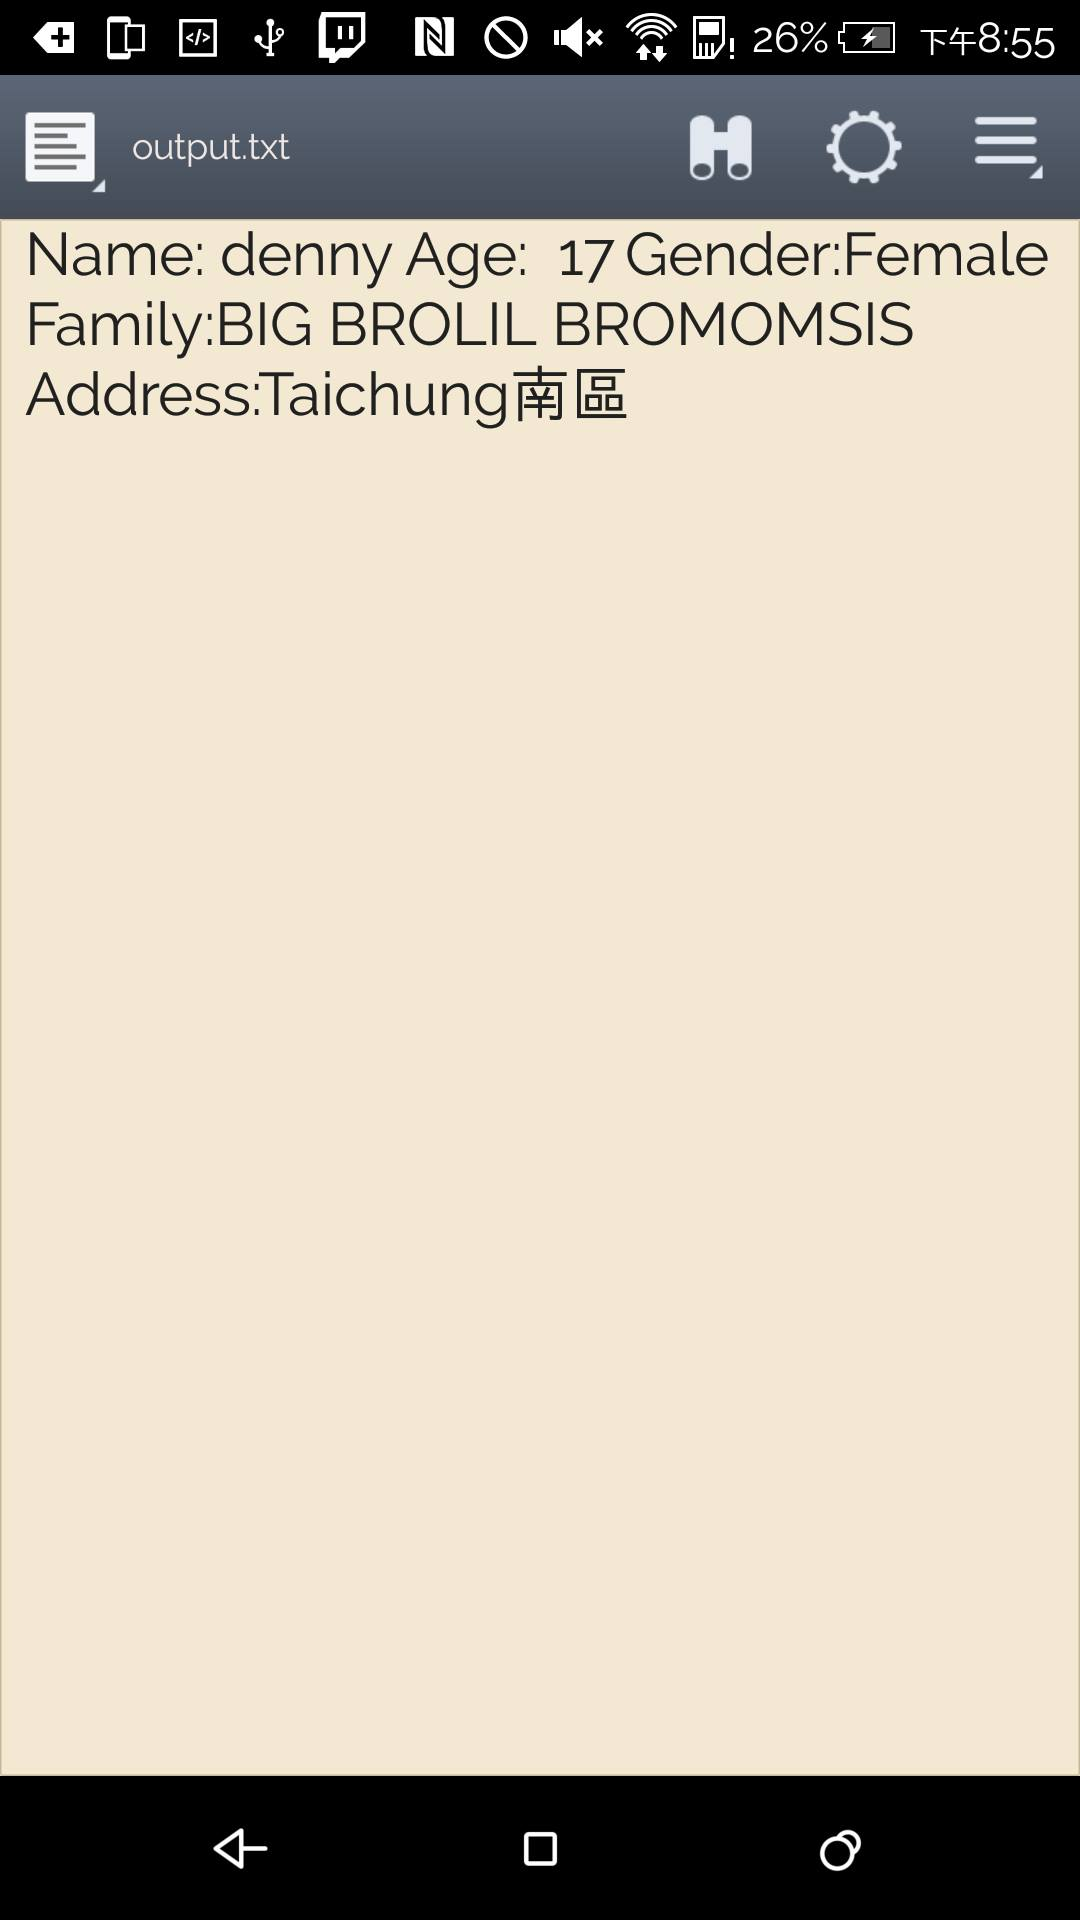 26% 下午8:55
output.txt
Name: denny Age:  17 Gender:Female
Family:BIG BROLIL BROMOMSIS
Address:Taichung南區